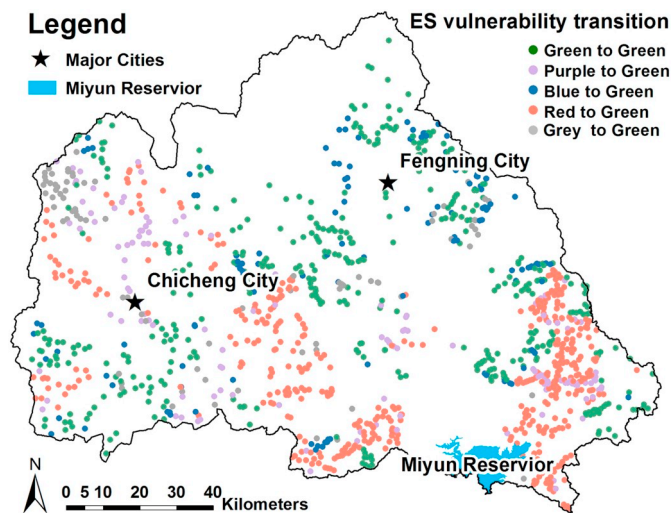 Legend
Major Cities
Miyun Reservior
ES vulnerability transition
Green to Green
Purple to Green
Blue to Green
Red to Green
Grey to Green
Fengning City
Chicheng City
Miyun Reservior
N
0 5 10 20 30 40
Kilometers